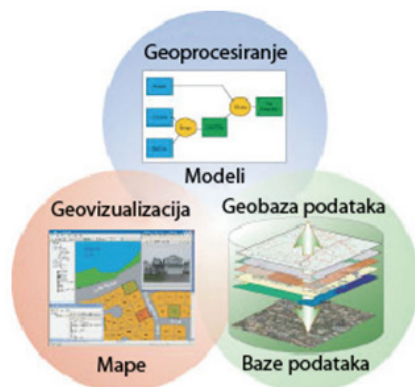 Geoprocesiranje
Modeli
Geovizualizacija
Mape
Geobaza podataka
Baze podataka